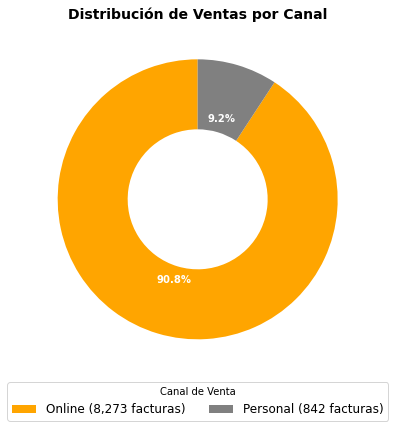 Distribución de Ventas por Canal
9.2%
90.8%
Canal de Venta
Online (8,273 facturas)
Personal (842 facturas)